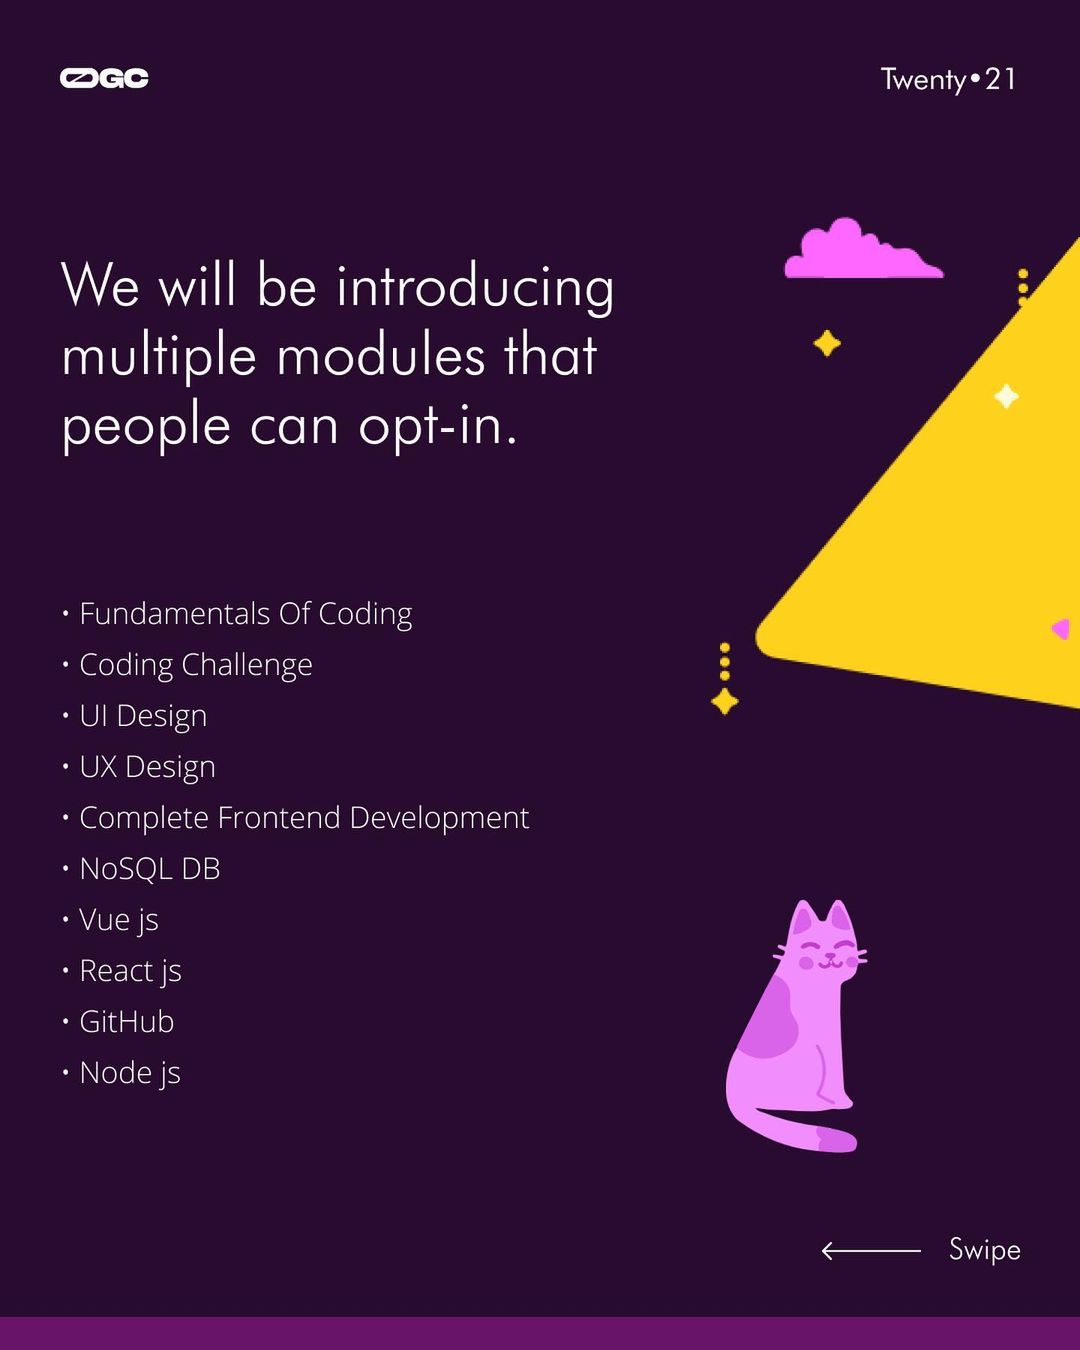 ØGC
Twenty•21
We will be introducing
multiple modules that
people can opt-in.
• Fundamentals Of Coding
• Coding Challenge
• UI Design
• UX Design
• Complete Frontend Development
• NoSQL DB
• Vue js
• React js
• GitHub
• Node js
Swipe